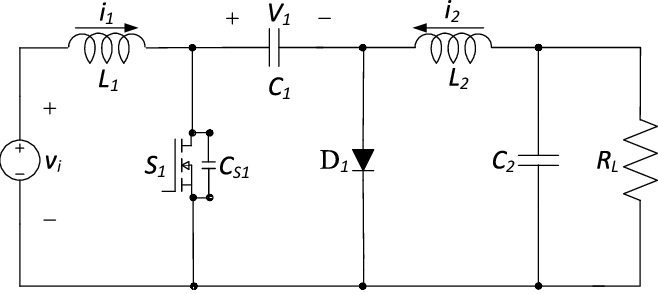 i1 + V1 − i2
L1 C1 L2
+ + − vi − S1 CS1 D1 C2 RL